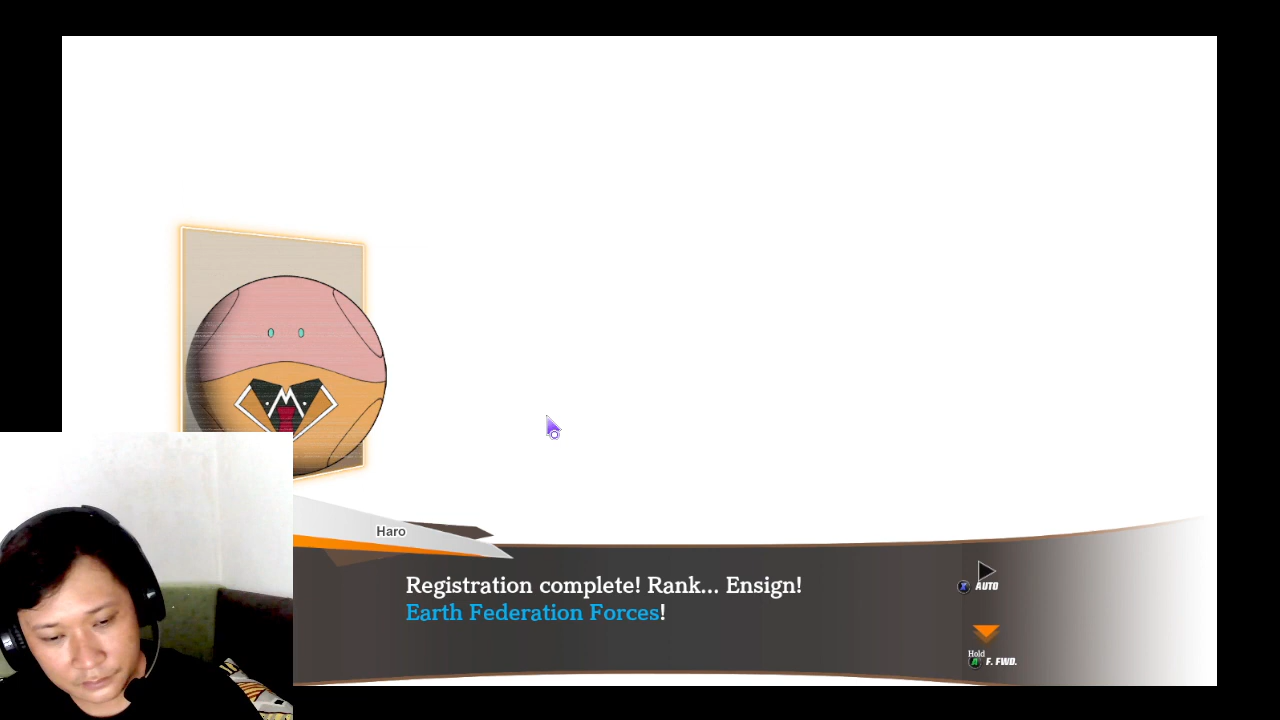 Haro
Registration complete! Rank... Ensign!
Earth Federation Forces!
X AUTO
Hold
A F. FWD.